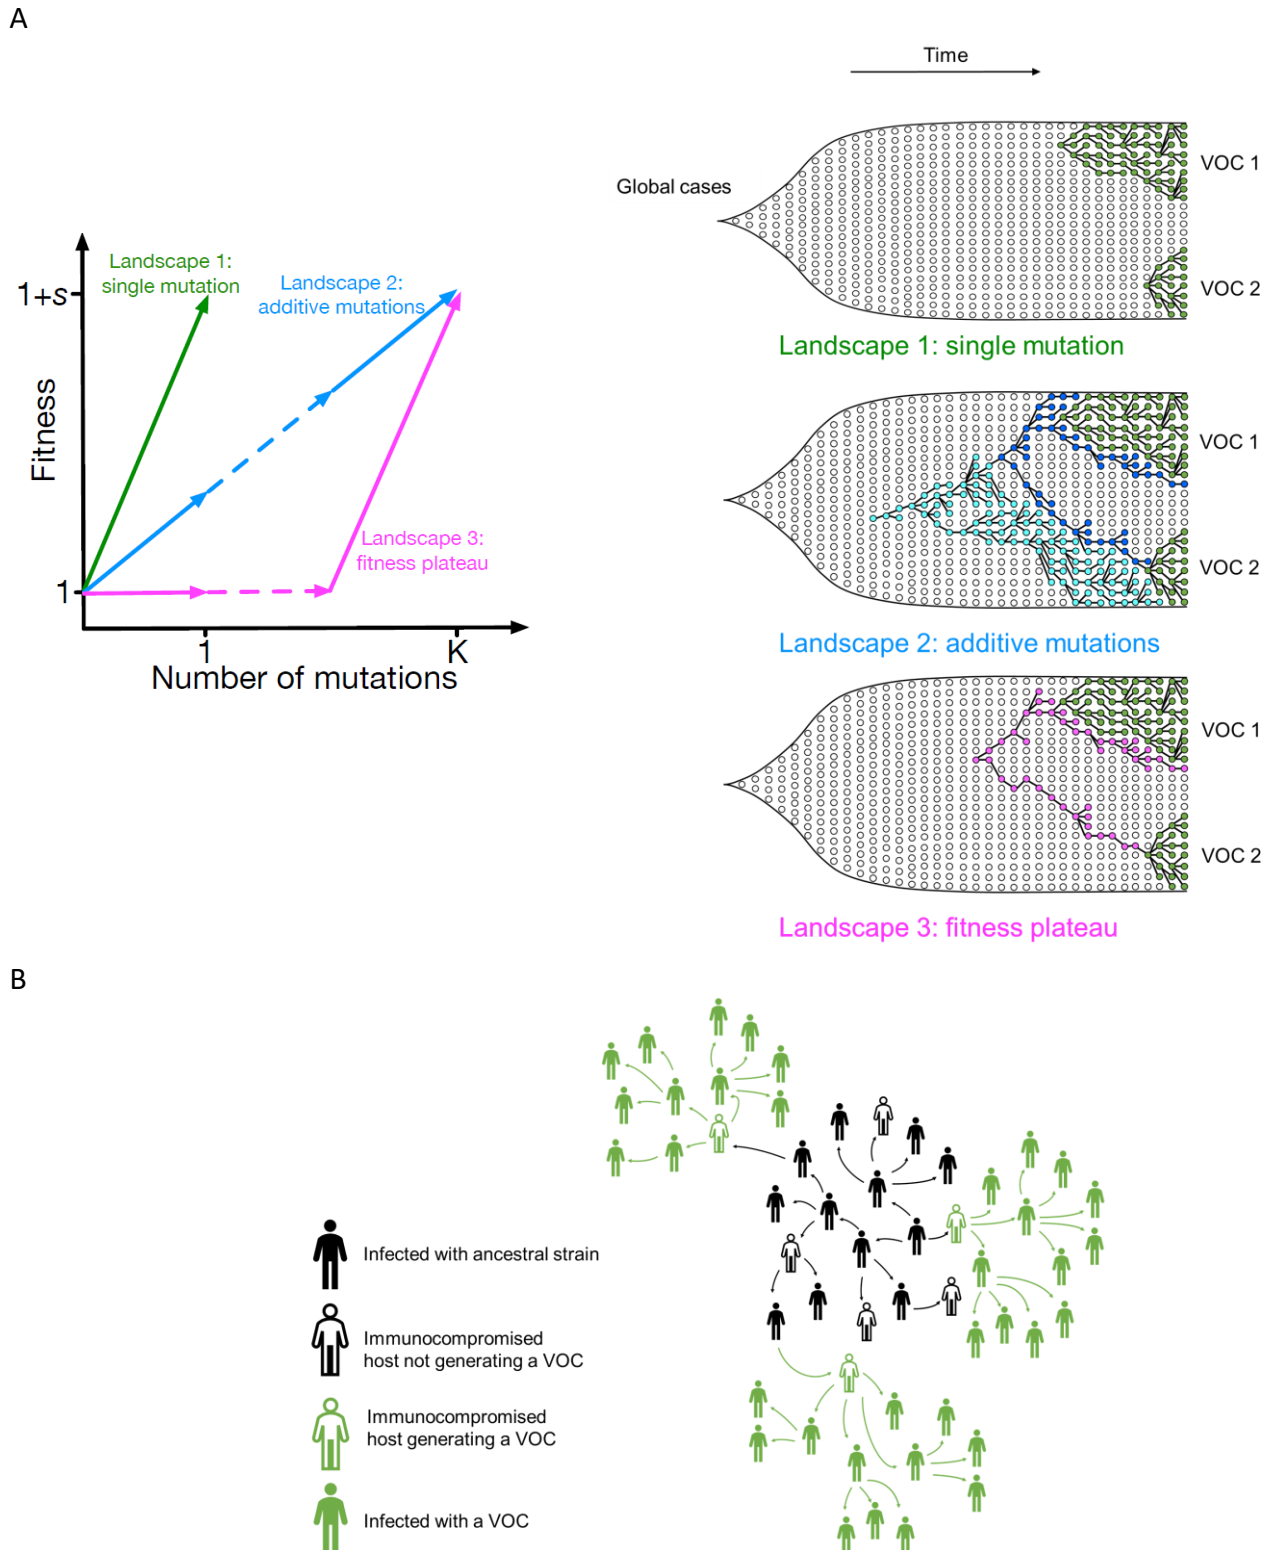 A
Time
Global cases
VOC 1
VOC 2
Landscape 1: single mutation
Fitness
1+s
1
Landscape 1:
single mutation
Landscape 2:
additive mutations
Landscape 3:
fitness plateau
1
K
Number of mutations
VOC 1
VOC 2
Landscape 2: additive mutations
VOC 1
VOC 2
Landscape 3: fitness plateau
B
Infected with ancestral strain
Immunocompromised
host not generating a VOC
Immunocompromised
host generating a VOC
Infected with a VOC